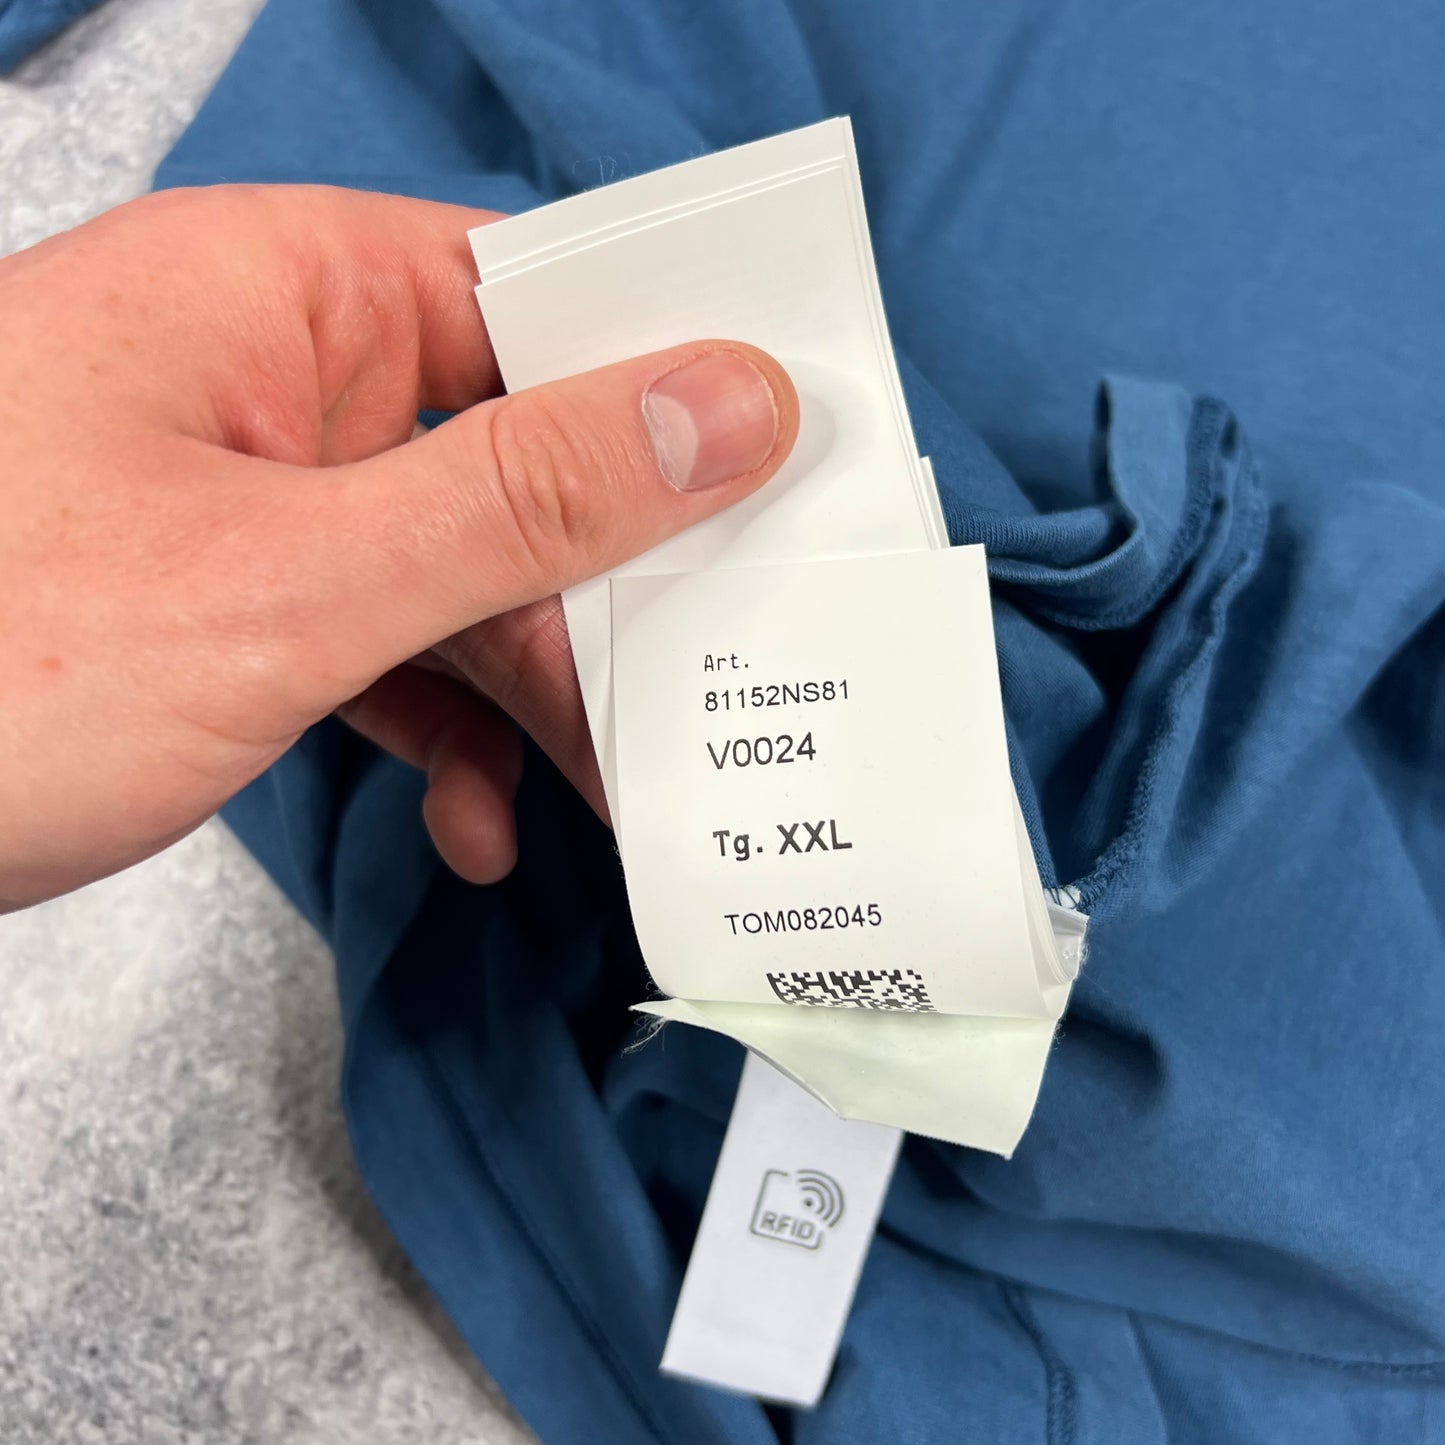 Art.
81152NS81
V0024
Tg. XXL
TOM082045
RFID